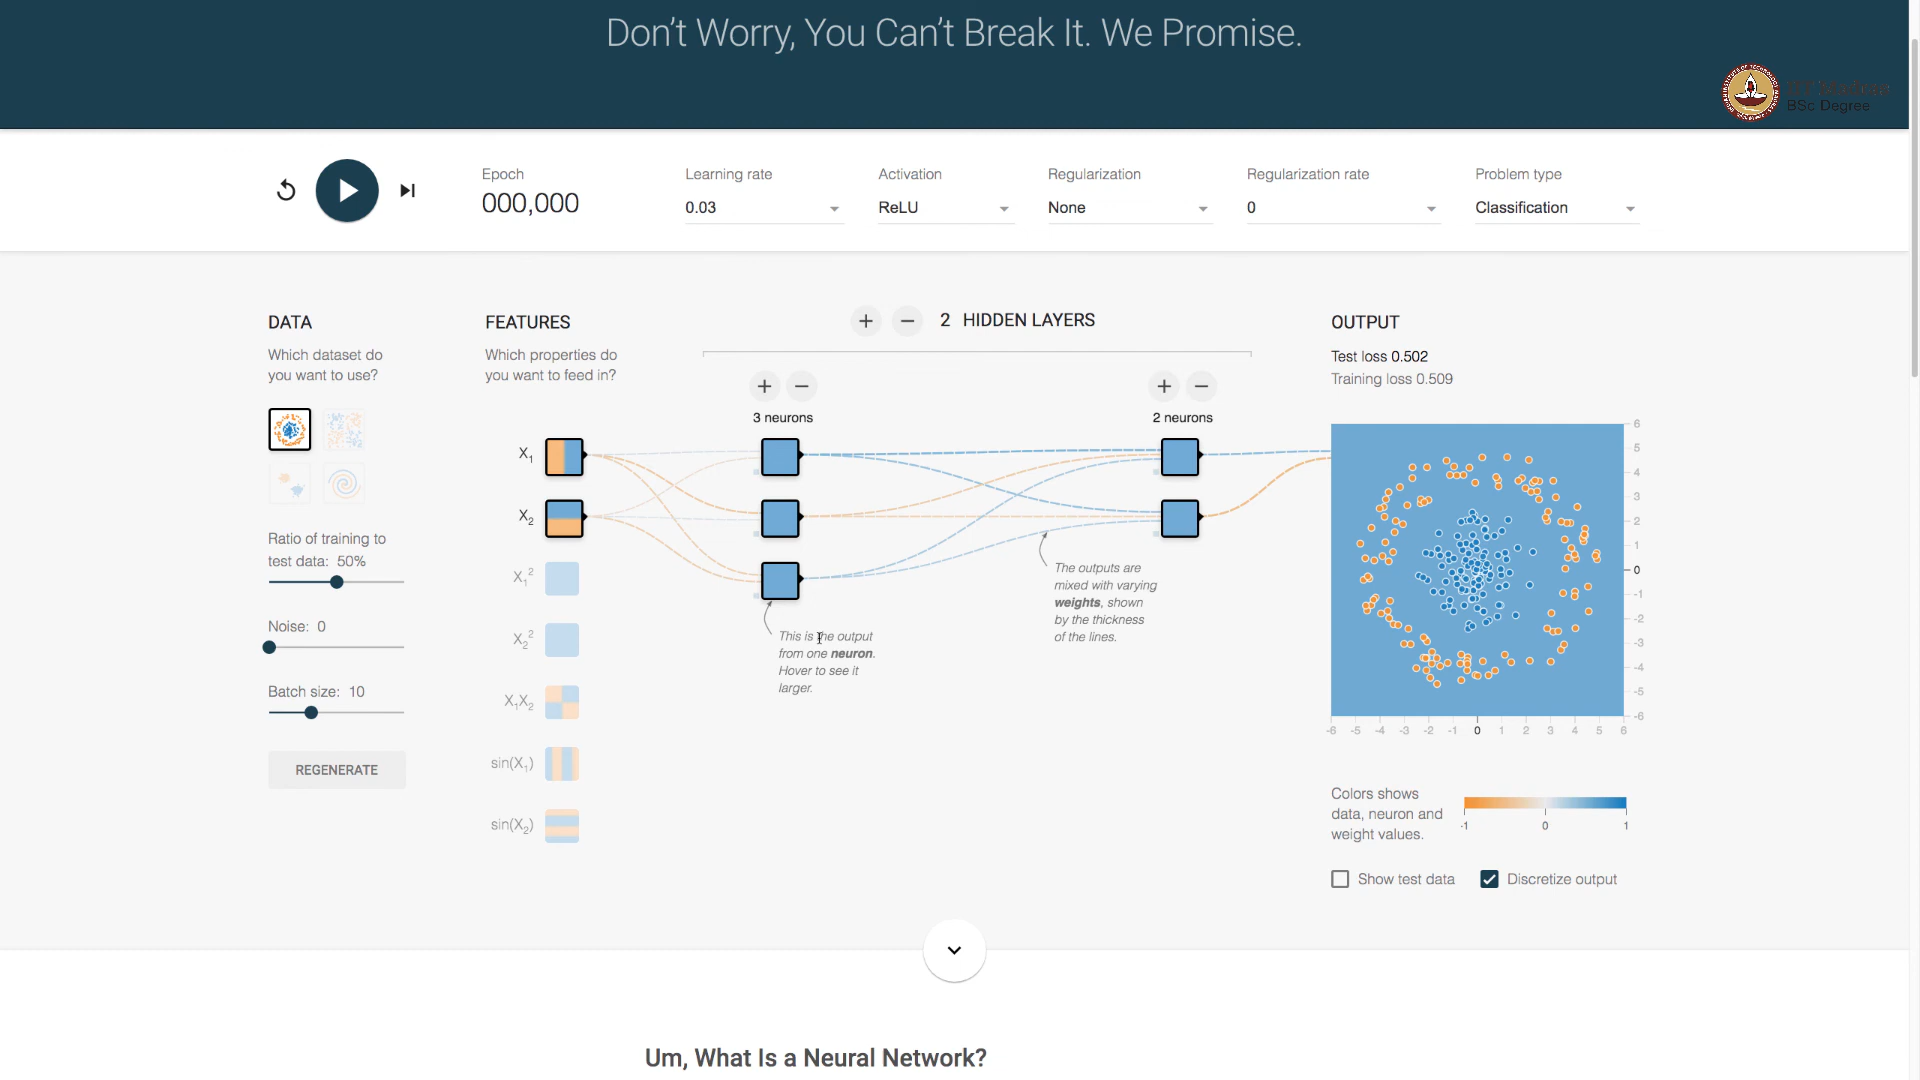 Don't Worry, You Can't Break It. We Promise.
BSc Degree
Epoch
000,000
Learning rate
0.03
Activation
ReLU
Regularization
None
Regularization rate
0
Problem type
Classification
DATA
Which dataset do
you want to use?
Ratio of training to
test data: 50%
Noise: 0
Batch size: 10
REGENERATE
FEATURES
Which properties do
you want to feed in?
X₁
X₂
X₁²
X₂²
X₁X₂
sin(X₁)
sin(X₂)
+ − 2 HIDDEN LAYERS
+ −
3 neurons
+ −
2 neurons
This is the output
from one neuron.
Hover to see it
larger.
The outputs are
mixed with varying
weights, shown
by the thickness
of the lines.
OUTPUT
Test loss 0.502
Training loss 0.509
6
5
4
3
2
1
0
-1
-2
-3
-4
-5
-6
-6 -5 -4 -3 -2 -1 0 1 2 3 4 5 6
Colors shows
data, neuron and
weight values.
-1 0 1
Show test data
Discretize output
Um, What Is a Neural Network?